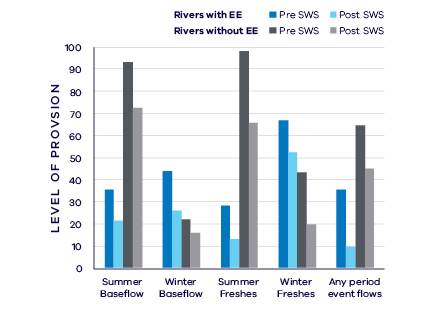 Rivers with EE Pre SWS Post SWS
Rivers without EE Pre SWS Post SWS
LEVEL OF PROVSION
100
90
80
70
60
50
40
30
20
10
0
Summer Baseflow
Winter Baseflow
Summer Freshes
Winter Freshes
Any period event flows